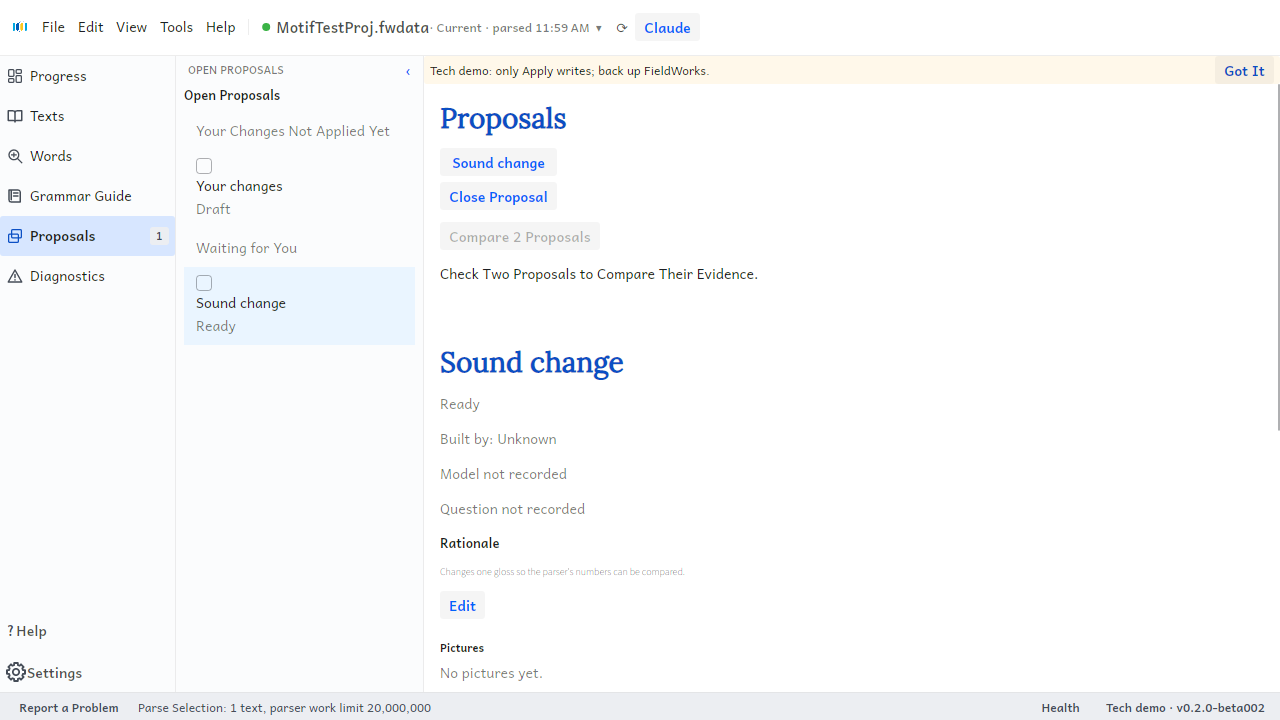 File Edit View Tools Help MotifTestProj.fwdata · Current · parsed 11:59 AM ▾ ⟳ Claude
Progress
Texts
Words
Grammar Guide
Proposals 1
Diagnostics
? Help
Settings
OPEN PROPOSALS ‹
Open Proposals
Your Changes Not Applied Yet
Your changes
Draft
Waiting for You
Sound change
Ready
Tech demo: only Apply writes; back up FieldWorks. Got It
Proposals
Sound change
Close Proposal
Compare 2 Proposals
Check Two Proposals to Compare Their Evidence.
Sound change
Ready
Built by: Unknown
Model not recorded
Question not recorded
Rationale
Changes one gloss so the parser's numbers can be compared.
Edit
Pictures
No pictures yet.
Report a Problem Parse Selection: 1 text, parser work limit 20,000,000 Health Tech demo · v0.2.0-beta002